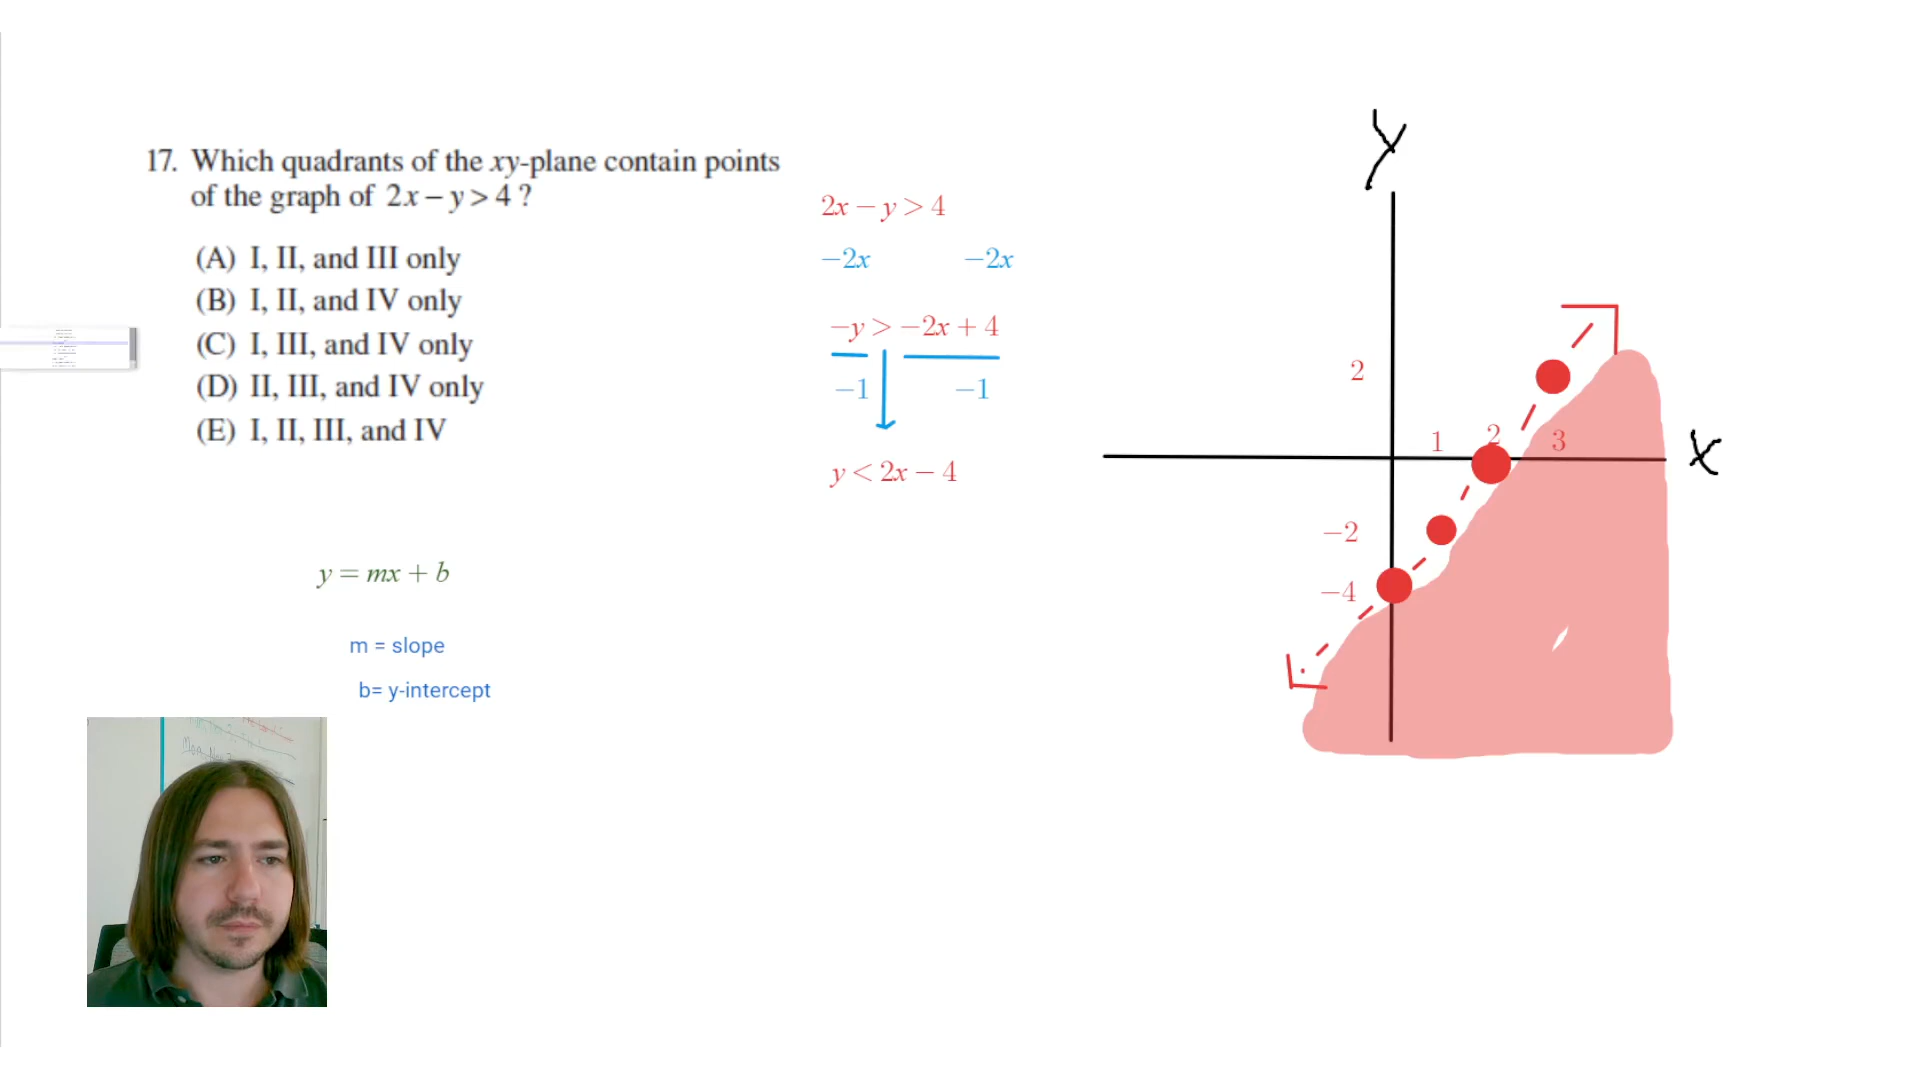 17. Which quadrants of the xy-plane contain points
of the graph of 2x – y > 4 ?
(A) I, II, and III only
(B) I, II, and IV only
(C) I, III, and IV only
(D) II, III, and IV only
(E) I, II, III, and IV
2x − y > 4
−2x −2x
−y > −2x + 4
−1 −1
y < 2x − 4
y = mx + b
m = slope
b= y-intercept
y
2
1 2 3
x
−2
−4